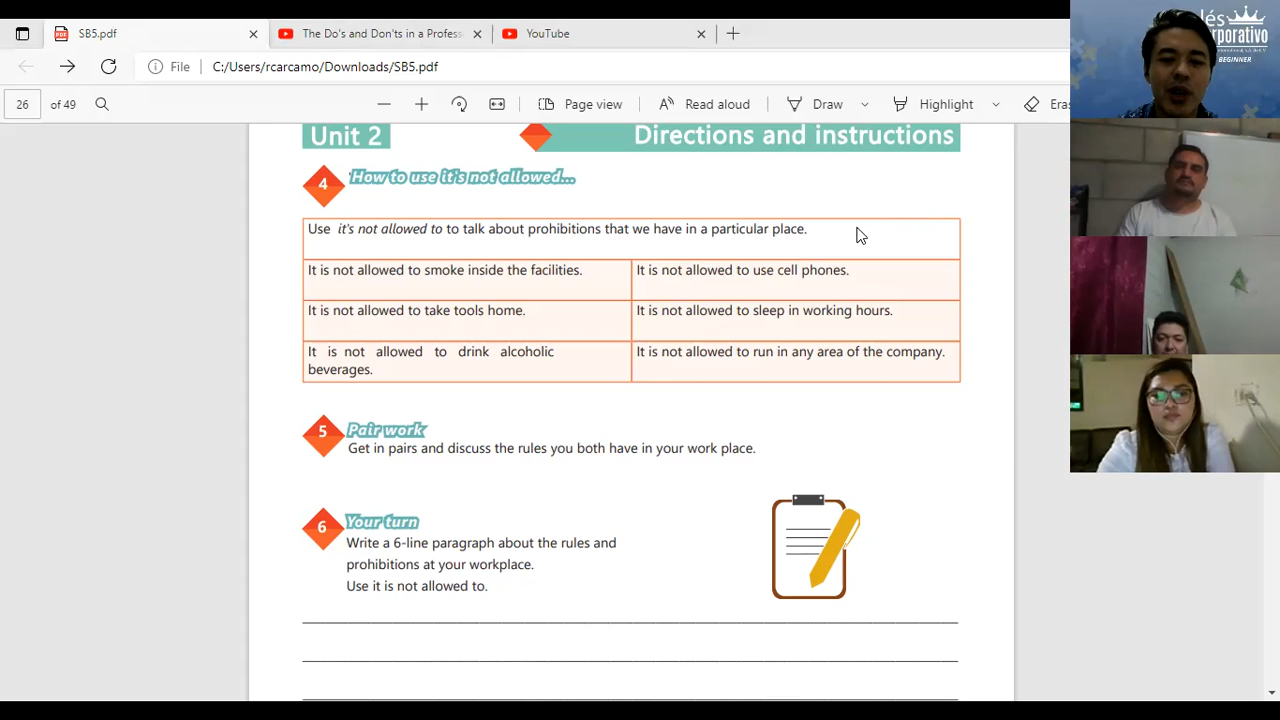 SB5.pdf
The Do's and Don'ts in a Profess
YouTube
File
C:/Users/rcarcamo/Downloads/SB5.pdf
26
of 49
Page view
Read aloud
Draw
Highlight
Eras
lés
orporativo
BEGINNER
Unit 2
Directions and instructions
4
How to use it's not allowed...
Use it's not allowed to to talk about prohibitions that we have in a particular place.
It is not allowed to smoke inside the facilities.
It is not allowed to use cell phones.
It is not allowed to take tools home.
It is not allowed to sleep in working hours.
It is not allowed to drink alcoholic
beverages.
It is not allowed to run in any area of the company.
5
Pair work
Get in pairs and discuss the rules you both have in your work place.
6
Your turn
Write a 6-line paragraph about the rules and
prohibitions at your workplace.
Use it is not allowed to.